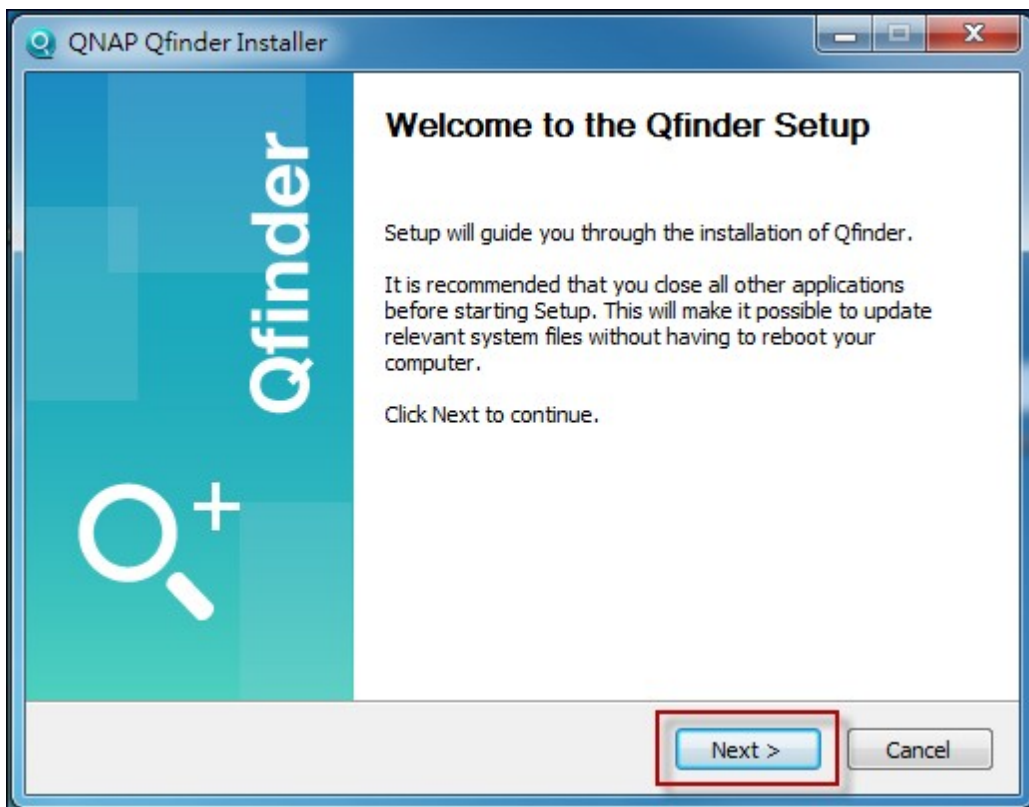 QNAP Qfinder Installer
Qfinder
Welcome to the Qfinder Setup
Setup will guide you through the installation of Qfinder.
It is recommended that you close all other applications
before starting Setup. This will make it possible to update
relevant system files without having to reboot your
computer.
Click Next to continue.
Next >
Cancel